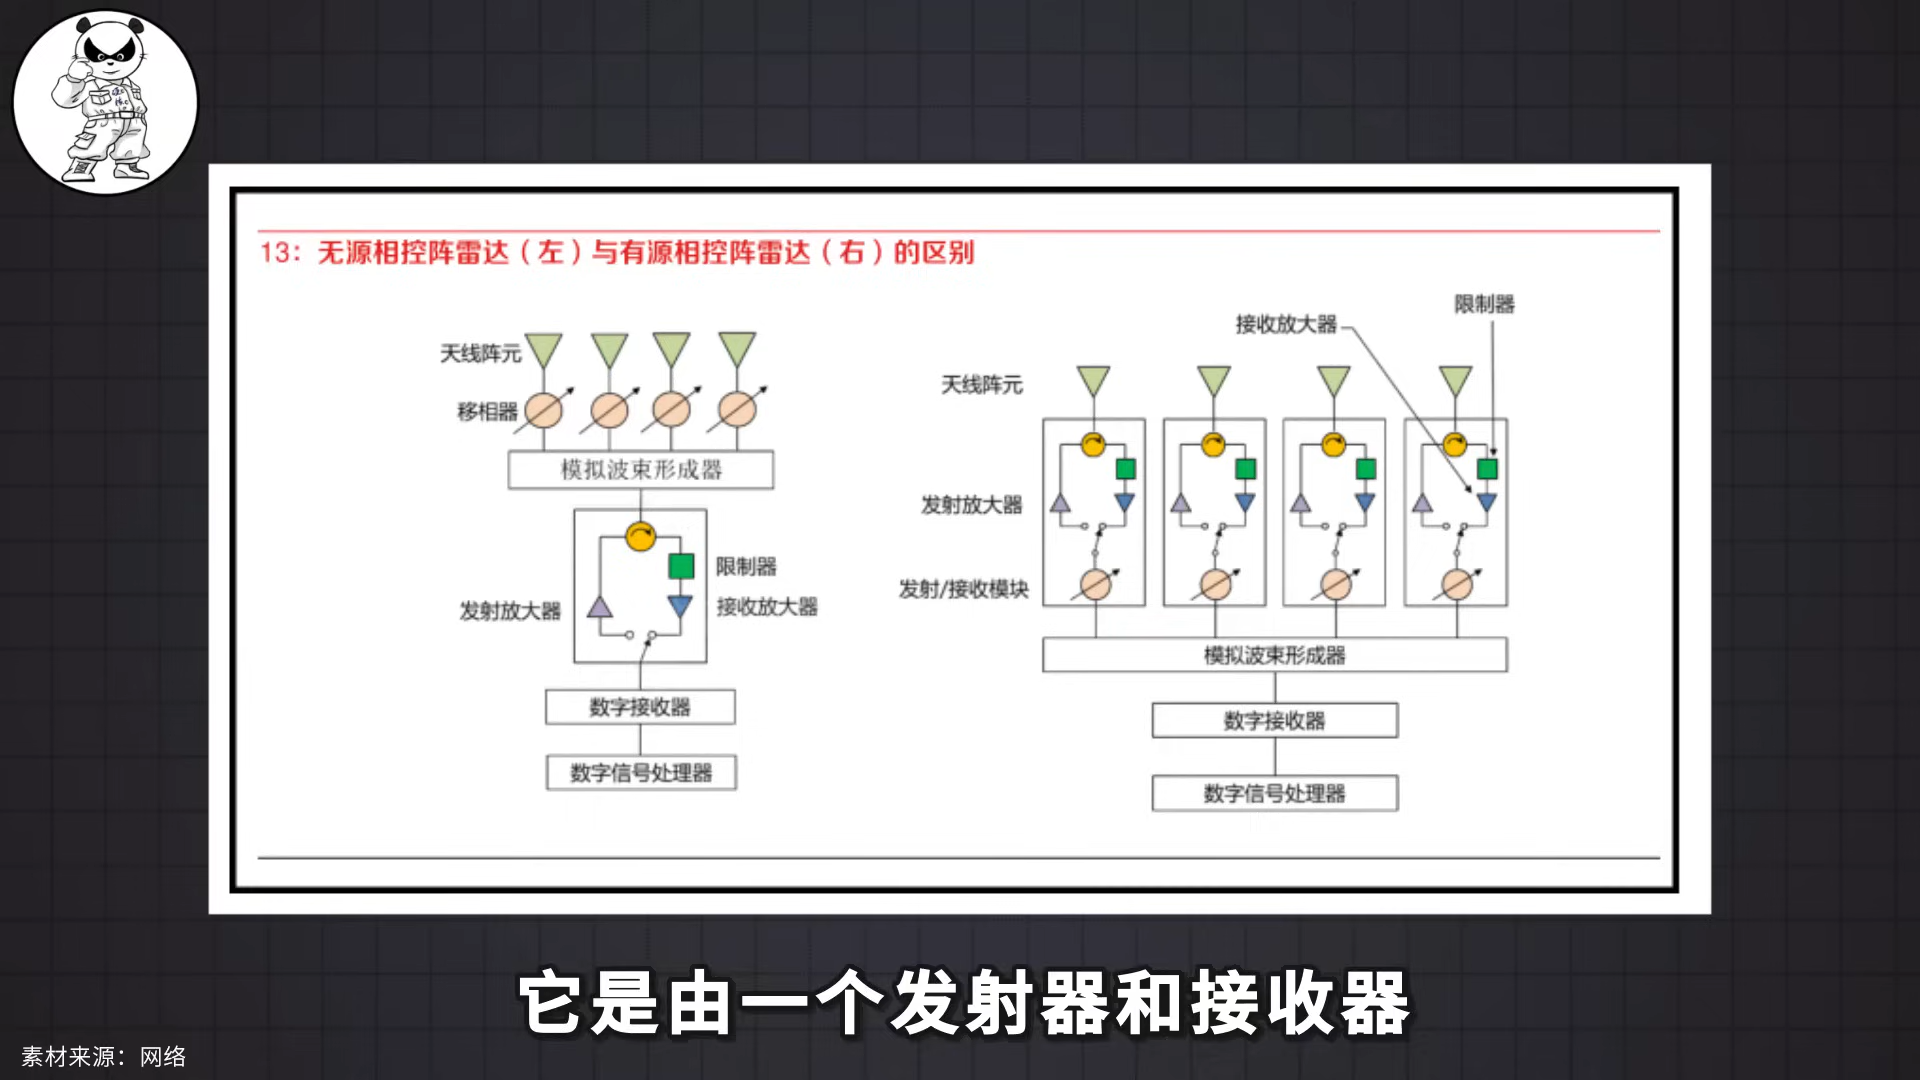 13：无源相控阵雷达（左）与有源相控阵雷达（右）的区别
天线阵元
移相器
模拟波束形成器
限制器
发射放大器
接收放大器
数字接收器
数字信号处理器
限制器
接收放大器
天线阵元
发射放大器
发射/接收模块
模拟波束形成器
数字接收器
数字信号处理器
它是由一个发射器和接收器
素材来源：网络